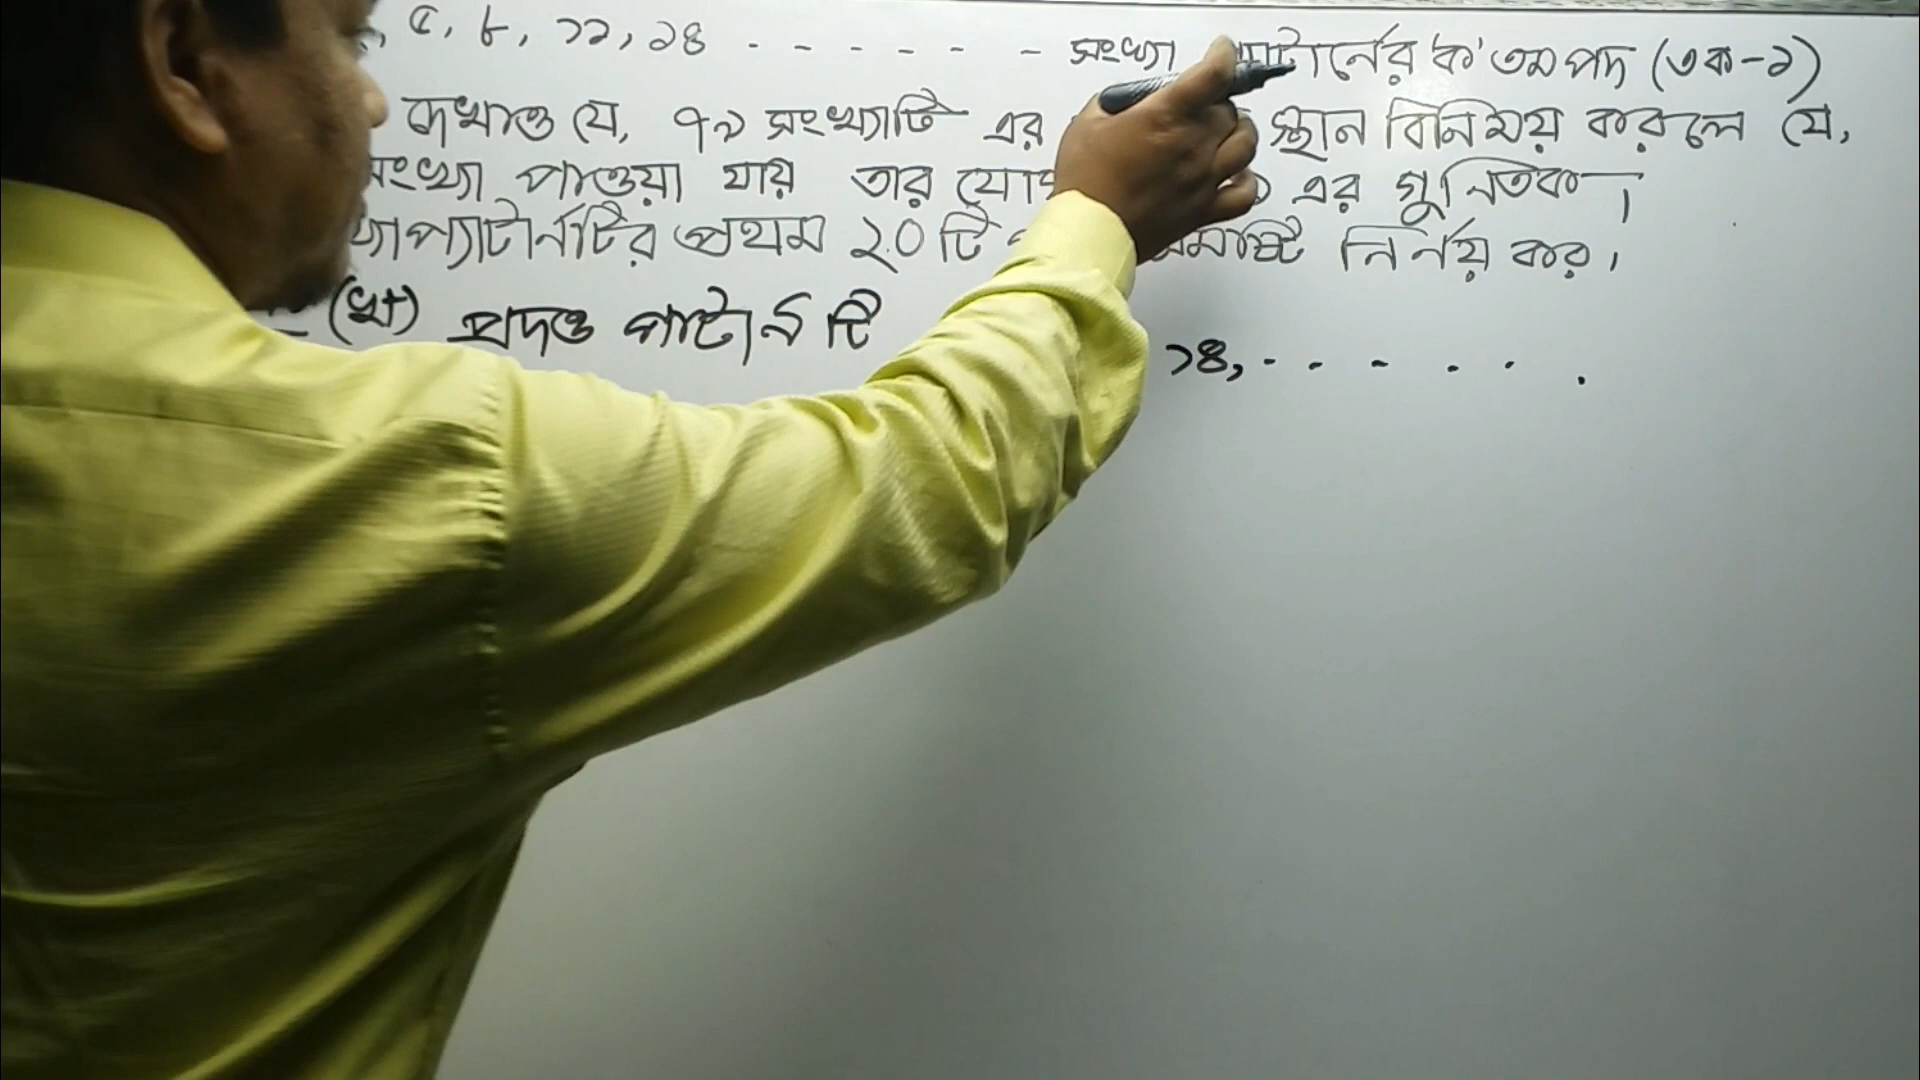 , ৫, ৮, ১১, ১৪ - - - - - - সংখ্যা প্যাটার্নের 'ক' তম পদ (৩ক-১)
দেখাও যে, ৭৯ সংখ্যাটি এর স্থান বিনিময় করলে যে,
সংখ্যা পাওয়া যায় তার এর গুনিতক।
প্রথম ২০ টি সমষ্টি নির্ণয় কর।
(খ) প্রদত্ত পাটার্ন টি ১৪, . . . . . .